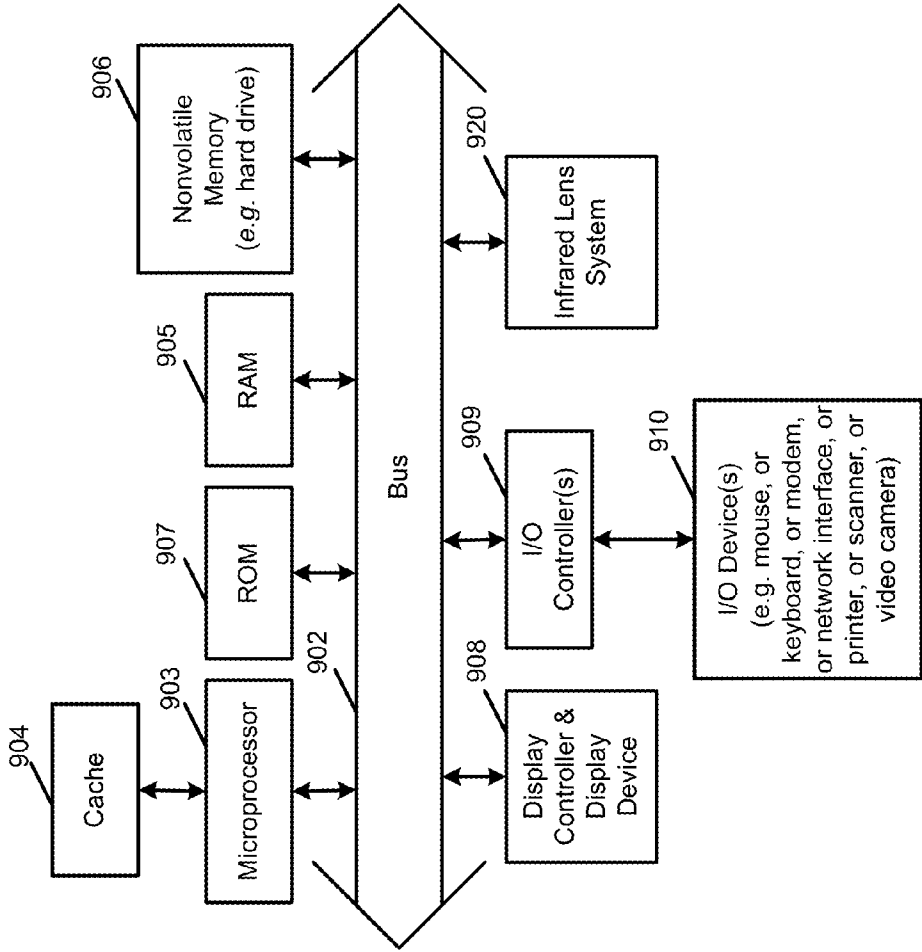 904
Cache
903
Microprocessor
907
ROM
905
RAM
906
Nonvolatile
Memory
(e.g. hard drive)
902
Bus
908
Display
Controller &
Display
Device
909
I/O
Controller(s)
920
Infrared Lens
System
910
I/O Device(s)
(e.g. mouse, or
keyboard, or modem,
or network interface, or
printer, or scanner, or
video camera)